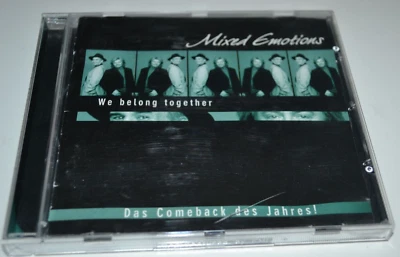 Mixed Emotions
We belong together
Das Comeback des Jahres!